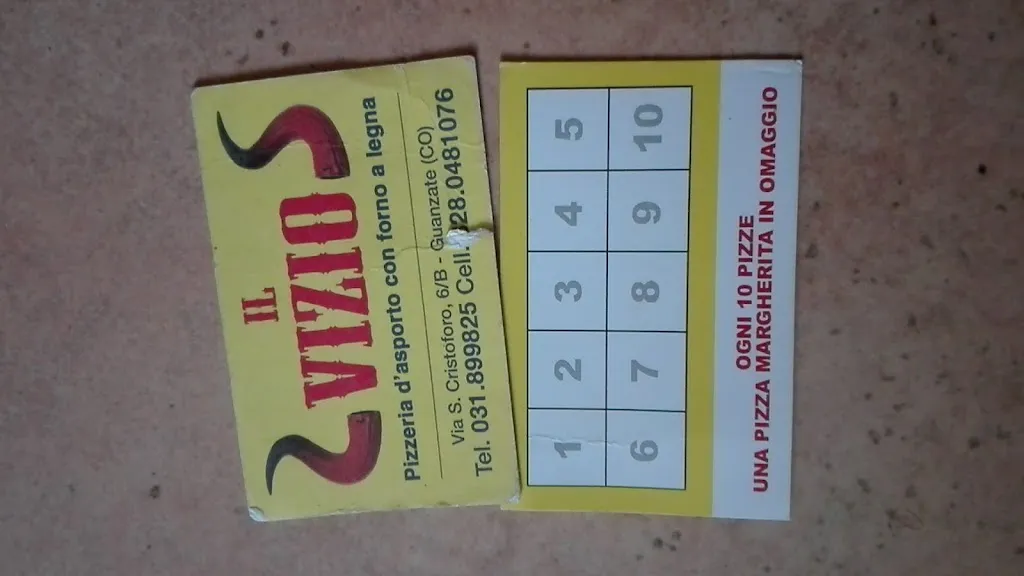 IL
VIZIO
Pizzeria d'asporto con forno a legna
Via S. Cristoforo, 6/B - Guanzate (CO)
Tel. 031.899825 Cell. 28.0481076
1 2 3 4 5
6 7 8 9 10
OGNI 10 PIZZE
UNA PIZZA MARGHERITA IN OMAGGIO